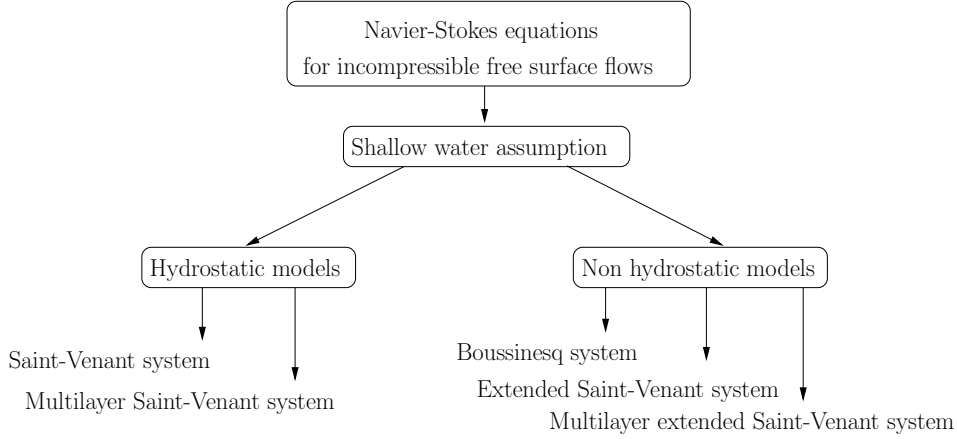 Navier-Stokes equations
for incompressible free surface flows
Shallow water assumption
Hydrostatic models
Non hydrostatic models
Saint-Venant system
Multilayer Saint-Venant system
Boussinesq system
Extended Saint-Venant system
Multilayer extended Saint-Venant system